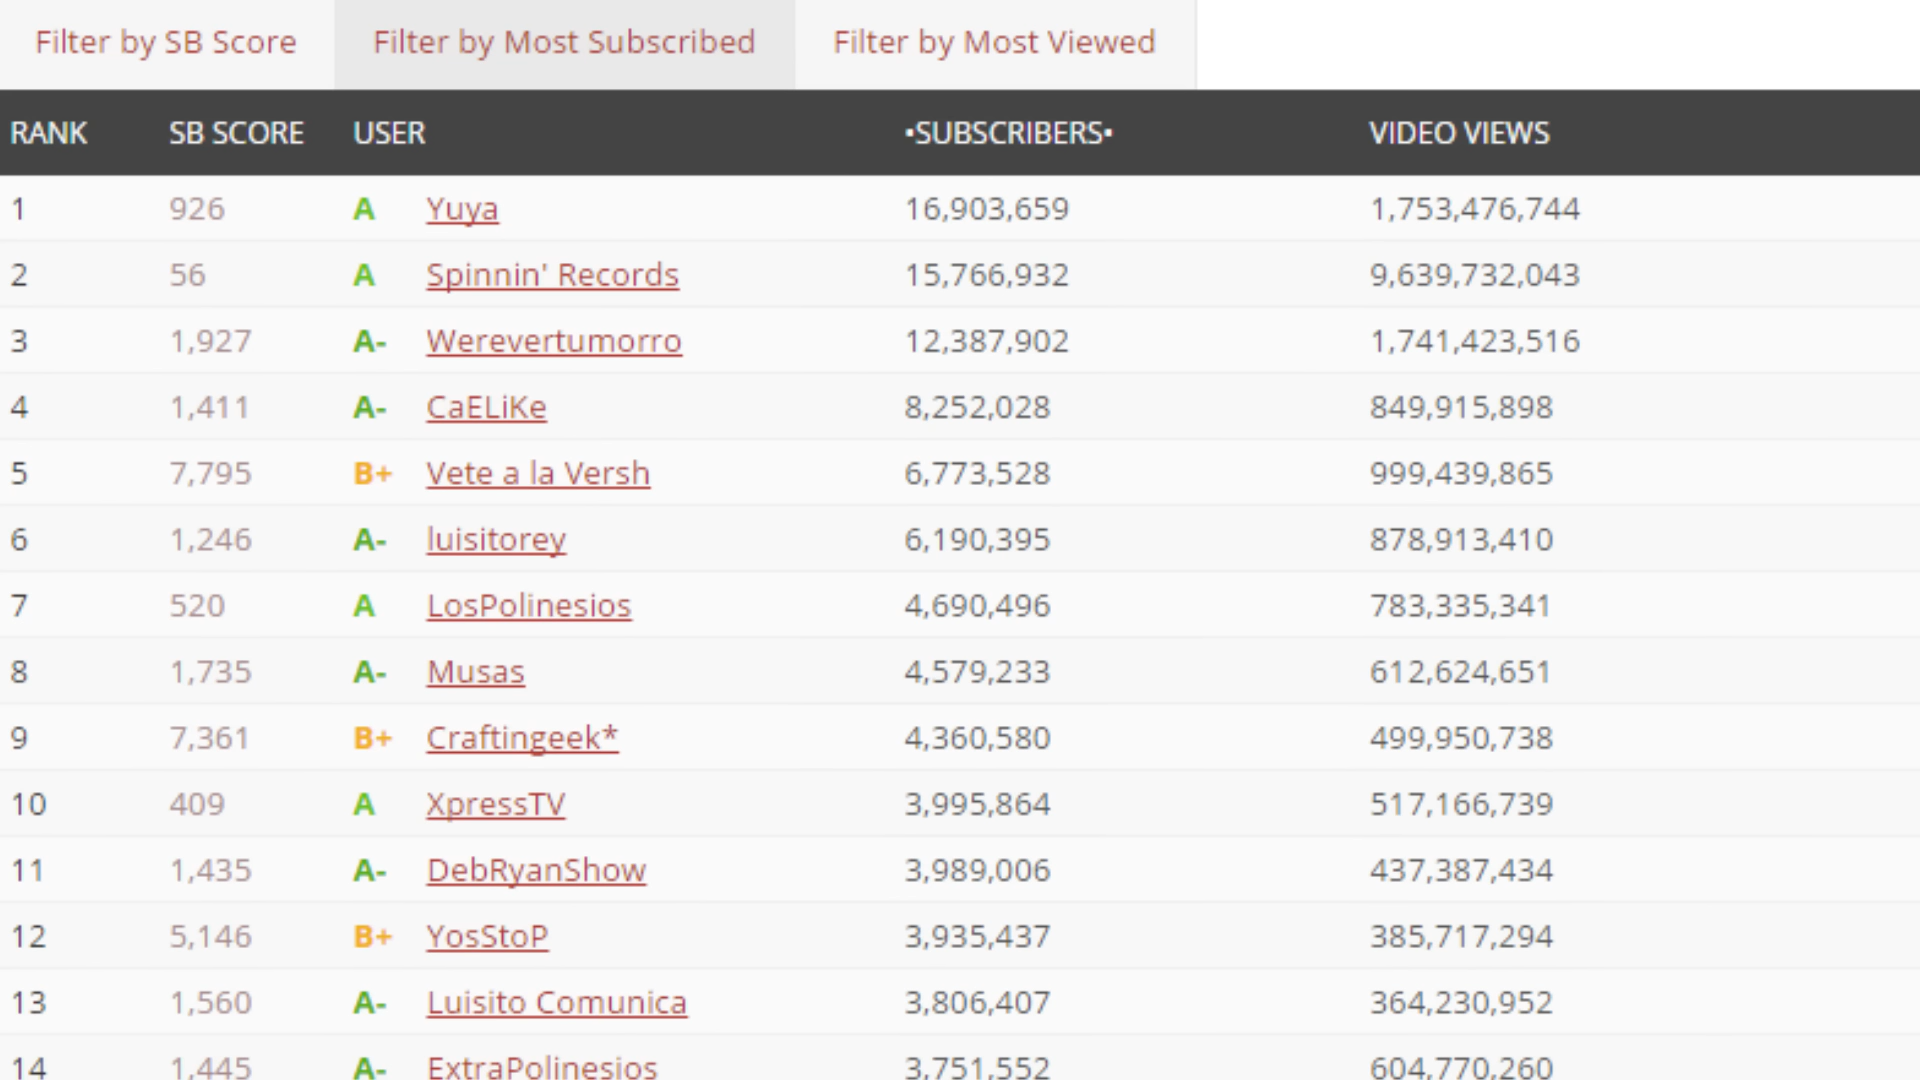 Filter by SB Score Filter by Most Subscribed Filter by Most Viewed
RANK SB SCORE USER •SUBSCRIBERS• VIDEO VIEWS
1 926 A Yuya 16,903,659 1,753,476,744
2 56 A Spinnin' Records 15,766,932 9,639,732,043
3 1,927 A- Werevertumorro 12,387,902 1,741,423,516
4 1,411 A- CaELiKe 8,252,028 849,915,898
5 7,795 B+ Vete a la Versh 6,773,528 999,439,865
6 1,246 A- luisitorey 6,190,395 878,913,410
7 520 A LosPolinesios 4,690,496 783,335,341
8 1,735 A- Musas 4,579,233 612,624,651
9 7,361 B+ Craftingeek* 4,360,580 499,950,738
10 409 A XpressTV 3,995,864 517,166,739
11 1,435 A- DebRyanShow 3,989,006 437,387,434
12 5,146 B+ YosStoP 3,935,437 385,717,294
13 1,560 A- Luisito Comunica 3,806,407 364,230,952
14 1,445 A- ExtraPolinesios 3,751,552 604,770,260